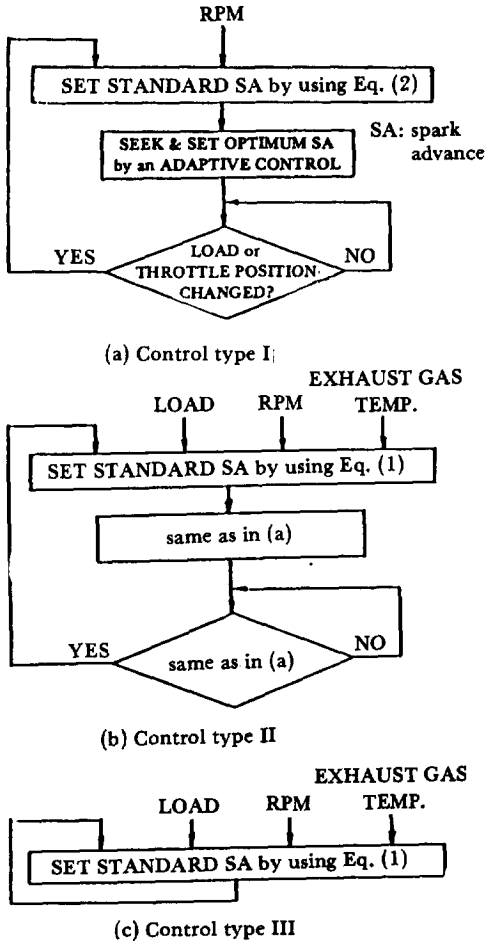 RPM
SET STANDARD SA by using Eq. (2)
SEEK & SET OPTIMUM SA
by an ADAPTIVE CONTROL
SA: spark
advance
YES
LOAD or
THROTTLE POSITION
CHANGED?
NO
(a) Control type I
EXHAUST GAS
LOAD RPM TEMP.
SET STANDARD SA by using Eq. (1)
same as in (a)
YES
same as in (a)
NO
(b) Control type II
EXHAUST GAS
LOAD RPM TEMP.
SET STANDARD SA by using Eq. (1)
(c) Control type III